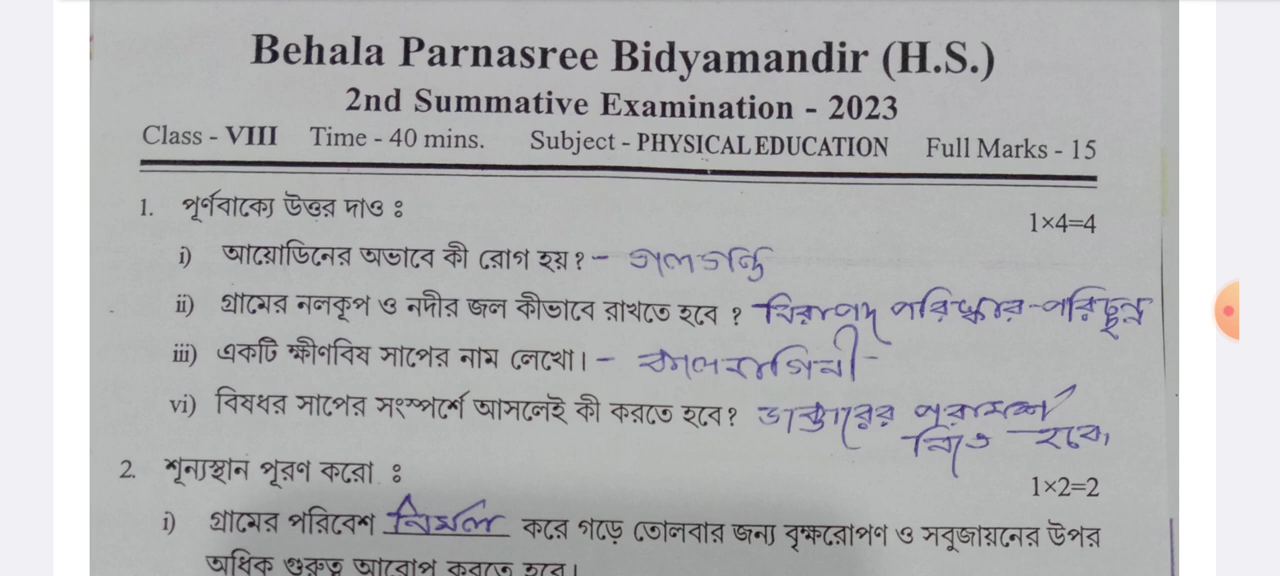 Behala Parnasree Bidyamandir (H.S.)
2nd Summative Examination - 2023
Class - VIII Time - 40 mins. Subject - PHYSICAL EDUCATION Full Marks - 15
1. পূর্ণবাক্যে উত্তর দাও : 1×4=4
i) আয়োডিনের অভাবে কী রোগ হয়? - গলগন্ড
ii) গ্রামের নলকূপ ও নদীর জল কীভাবে রাখতে হবে ? নিরাপদ পরিষ্কার-পরিচ্ছন্ন
iii) একটি ক্ষীণবিষ সাপের নাম লেখো। - কালনাগিনী
vi) বিষধর সাপের সংস্পর্শে আসলেই কী করতে হবে? ডাক্তারের পরামর্শ
নিতে হবে,
2. শূন্যস্থান পূরণ করো : 1×2=2
i) গ্রামের পরিবেশ নির্মল করে গড়ে তোলবার জন্য বৃক্ষরোপণ ও সবুজায়নের উপর
অধিক গুরুত্ব আরোপ করতে হবে।